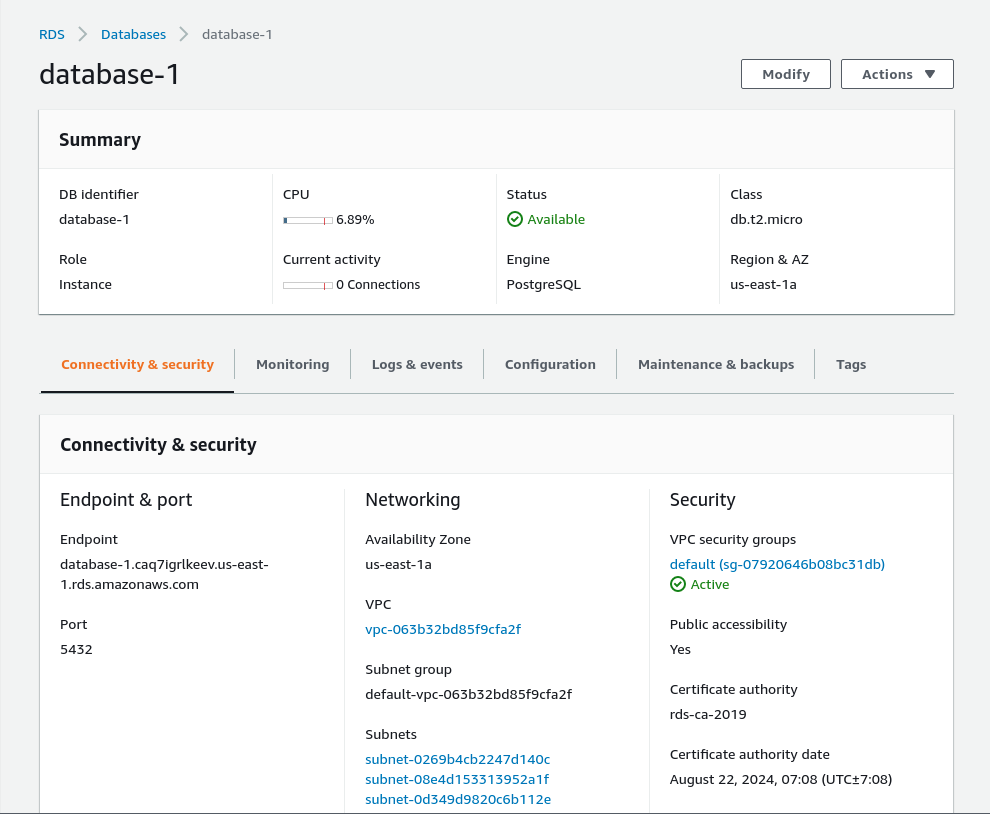 RDS > Databases > database-1
database-1
Modify
Actions ▼
Summary
DB identifier
database-1
CPU
6.89%
Status
Available
Class
db.t2.micro
Role
Instance
Current activity
0 Connections
Engine
PostgreSQL
Region & AZ
us-east-1a
Connectivity & security
Monitoring
Logs & events
Configuration
Maintenance & backups
Tags
Connectivity & security
Endpoint & port
Endpoint
database-1.caq7igrlkeev.us-east-
1.rds.amazonaws.com
Port
5432
Networking
Availability Zone
us-east-1a
VPC
vpc-063b32bd85f9cfa2f
Subnet group
default-vpc-063b32bd85f9cfa2f
Subnets
subnet-0269b4cb2247d140c
subnet-08e4d153313952a1f
subnet-0d349d9820c6b112e
Security
VPC security groups
default (sg-07920646b08bc31db)
Active
Public accessibility
Yes
Certificate authority
rds-ca-2019
Certificate authority date
August 22, 2024, 07:08 (UTC±7:08)